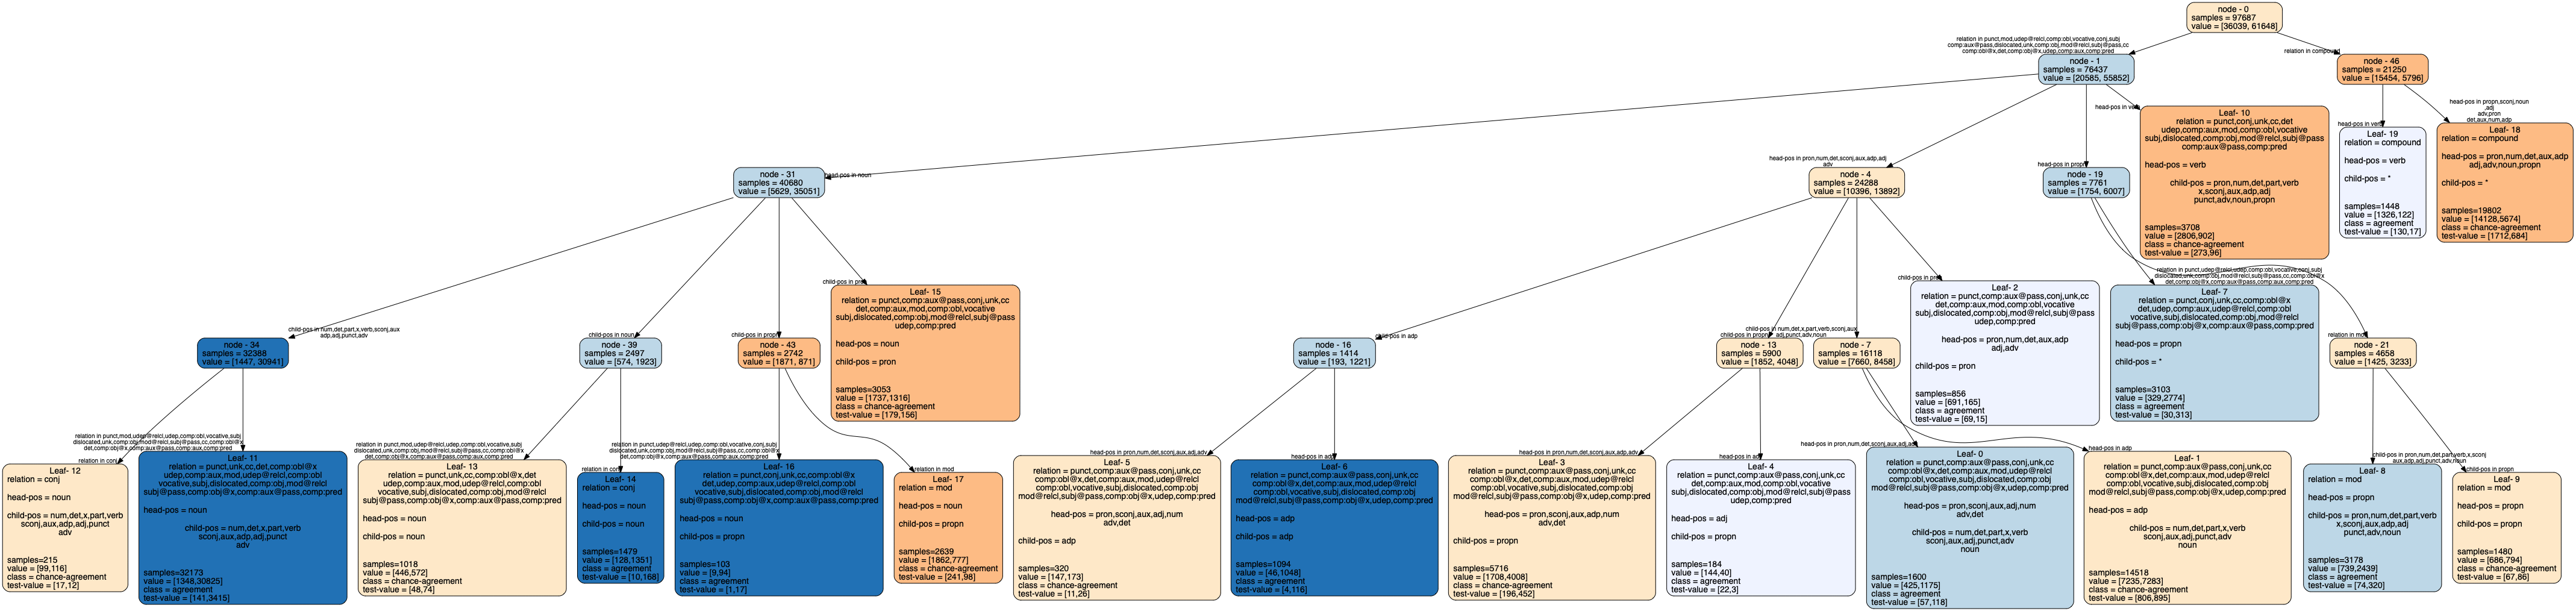 node - 0
samples = 97687
value = [36039, 61648]
relation in punct,mod,udep@relcl,comp:obl,vocative,conj,subj
comp:aux@pass,dislocated,unk,comp:obj,mod@relcl,subj@pass,cc
comp:obl@x,det,comp:obj@x,udep,comp:aux,comp:pred
relation in compound
node - 1
samples = 76437
value = [20585, 55852]
node - 46
samples = 21250
value = [15454, 5796]
head-pos in noun
head-pos in pron,num,det,sconj,aux,adp,adj
adv
head-pos in propn
head-pos in verb
head-pos in verb
head-pos in propn,sconj,noun
,adj
adv,pron
det,aux,num,adp
node - 31
samples = 40680
value = [5629, 35051]
node - 4
samples = 24288
value = [10396, 13892]
node - 19
samples = 7761
value = [1754, 6007]
Leaf- 10
relation = punct,conj,unk,cc,det
udep,comp:aux,mod,comp:obl,vocative
subj,dislocated,comp:obj,mod@relcl,subj@pass
comp:aux@pass,comp:pred
head-pos = verb
child-pos = pron,num,det,part,verb
x,sconj,aux,adp,adj
punct,adv,noun,propn
samples=3708
value = [2806,902]
class = chance-agreement
test-value = [273,96]
Leaf- 19
relation = compound
head-pos = verb
child-pos = *
samples=1448
value = [1326,122]
class = agreement
test-value = [130,17]
Leaf- 18
relation = compound
head-pos = pron,num,det,aux,adp
adj,adv,noun,propn
child-pos = *
samples=19802
value = [14128,5674]
class = chance-agreement
test-value = [1712,684]
child-pos in num,det,part,x,verb,sconj,aux
adp,adj,punct,adv
child-pos in noun
child-pos in propn
child-pos in pron
node - 34
samples = 32388
value = [1447, 30941]
node - 39
samples = 2497
value = [574, 1923]
node - 43
samples = 2742
value = [1871, 871]
Leaf- 15
relation = punct,comp:aux@pass,conj,unk,cc
det,comp:aux,mod,comp:obl,vocative
subj,dislocated,comp:obj,mod@relcl,subj@pass
udep,comp:pred
head-pos = noun
child-pos = pron
samples=3053
value = [1737,1316]
class = chance-agreement
test-value = [179,156]
child-pos in adp
child-pos in propn
child-pos in num,det,x,part,verb,sconj,aux
adj,punct,adv,noun
node - 16
samples = 1414
value = [193, 1221]
node - 13
samples = 5900
value = [1852, 4048]
node - 7
samples = 16118
value = [7660, 8458]
Leaf- 2
relation = punct,comp:aux@pass,conj,unk,cc
det,comp:aux,mod,comp:obl,vocative
subj,dislocated,comp:obj,mod@relcl,subj@pass
udep,comp:pred
head-pos = pron,num,det,aux,adp
adj,adv
child-pos = pron
samples=856
value = [691,165]
class = agreement
test-value = [69,15]
relation in punct,udep@relcl,udep,comp:obl,vocative,conj,subj
dislocated,unk,comp:obj,mod@relcl,subj@pass,cc,comp:obl@x
det,comp:obj@x,comp:aux@pass,comp:aux,comp:pred
Leaf- 7
relation = punct,conj,unk,cc,comp:obl@x
det,udep,comp:aux,udep@relcl,comp:obl
vocative,subj,dislocated,comp:obj,mod@relcl
subj@pass,comp:obj@x,comp:aux@pass,comp:pred
head-pos = propn
child-pos = *
samples=3103
value = [329,2774]
class = agreement
test-value = [30,313]
relation in mod
node - 21
samples = 4658
value = [1425, 3233]
relation in conj
relation in punct,mod,udep@relcl,udep,comp:obl,vocative,subj
dislocated,unk,comp:obj,mod@relcl,subj@pass,cc,comp:obl@x
det,comp:obj@x,comp:aux@pass,comp:aux,comp:pred
Leaf- 12
relation = conj
head-pos = noun
child-pos = num,det,x,part,verb
sconj,aux,adp,adj,punct
adv
samples=215
value = [99,116]
class = chance-agreement
test-value = [17,12]
Leaf- 11
relation = punct,unk,cc,det,comp:obl@x
udep,comp:aux,mod,udep@relcl,comp:obl
vocative,subj,dislocated,comp:obj,mod@relcl
subj@pass,comp:obj@x,comp:aux@pass,comp:pred
head-pos = noun
child-pos = num,det,x,part,verb
sconj,aux,adp,adj,punct
adv
samples=32173
value = [1348,30825]
class = agreement
test-value = [141,3415]
relation in punct,mod,udep@relcl,udep,comp:obl,vocative,subj
dislocated,unk,comp:obj,mod@relcl,subj@pass,cc,comp:obl@x
det,comp:obj@x,comp:aux@pass,comp:aux,comp:pred
Leaf- 13
relation = punct,unk,cc,comp:obl@x,det
udep,comp:aux,mod,udep@relcl,comp:obl
vocative,subj,dislocated,comp:obj,mod@relcl
subj@pass,comp:obj@x,comp:aux@pass,comp:pred
head-pos = noun
child-pos = noun
samples=1018
value = [446,572]
class = chance-agreement
test-value = [48,74]
relation in conj
Leaf- 14
relation = conj
head-pos = noun
child-pos = noun
samples=1479
value = [128,1351]
class = agreement
test-value = [10,168]
relation in punct,udep@relcl,udep,comp:obl,vocative,conj,subj
dislocated,unk,comp:obj,mod@relcl,subj@pass,cc,comp:obl@x
det,comp:obj@x,comp:aux@pass,comp:aux,comp:pred
Leaf- 16
relation = punct,conj,unk,cc,comp:obl@x
det,udep,comp:aux,udep@relcl,comp:obl
vocative,subj,dislocated,comp:obj,mod@relcl
subj@pass,comp:obj@x,comp:aux@pass,comp:pred
head-pos = noun
child-pos = propn
samples=103
value = [9,94]
class = agreement
test-value = [1,17]
relation in mod
Leaf- 17
relation = mod
head-pos = noun
child-pos = propn
samples=2639
value = [1862,777]
class = chance-agreement
test-value = [241,98]
head-pos in pron,num,det,sconj,aux,adj,adv
Leaf- 5
relation = punct,comp:aux@pass,conj,unk,cc
comp:obl@x,det,comp:aux,mod,udep@relcl
comp:obl,vocative,subj,dislocated,comp:obj
mod@relcl,subj@pass,comp:obj@x,udep,comp:pred
head-pos = pron,sconj,aux,adj,num
adv,det
child-pos = adp
samples=320
value = [147,173]
class = chance-agreement
test-value = [11,26]
head-pos in adp
Leaf- 6
relation = punct,comp:aux@pass,conj,unk,cc
comp:obl@x,det,comp:aux,mod,udep@relcl
comp:obl,vocative,subj,dislocated,comp:obj
mod@relcl,subj@pass,comp:obj@x,udep,comp:pred
head-pos = adp
child-pos = adp
samples=1094
value = [46,1048]
class = agreement
test-value = [4,116]
head-pos in pron,num,det,sconj,aux,adp,adv
Leaf- 3
relation = punct,comp:aux@pass,conj,unk,cc
comp:obl@x,det,comp:aux,mod,udep@relcl
comp:obl,vocative,subj,dislocated,comp:obj
mod@relcl,subj@pass,comp:obj@x,udep,comp:pred
head-pos = pron,sconj,aux,adp,num
adv,det
child-pos = propn
samples=5716
value = [1708,4008]
class = chance-agreement
test-value = [196,452]
head-pos in adj
Leaf- 4
relation = punct,comp:aux@pass,conj,unk,cc
det,comp:aux,mod,comp:obl,vocative
subj,dislocated,comp:obj,mod@relcl,subj@pass
udep,comp:pred
head-pos = adj
child-pos = propn
samples=184
value = [144,40]
class = agreement
test-value = [22,3]
head-pos in pron,num,det,sconj,aux,adj,adv
Leaf- 0
relation = punct,comp:aux@pass,conj,unk,cc
comp:obl@x,det,comp:aux,mod,udep@relcl
comp:obl,vocative,subj,dislocated,comp:obj
mod@relcl,subj@pass,comp:obj@x,udep,comp:pred
head-pos = pron,sconj,aux,adj,num
adv,det
child-pos = num,det,part,x,verb
sconj,aux,adj,punct,adv
noun
samples=1600
value = [425,1175]
class = agreement
test-value = [57,118]
head-pos in adp
Leaf- 1
relation = punct,comp:aux@pass,conj,unk,cc
comp:obl@x,det,comp:aux,mod,udep@relcl
comp:obl,vocative,subj,dislocated,comp:obj
mod@relcl,subj@pass,comp:obj@x,udep,comp:pred
head-pos = adp
child-pos = num,det,part,x,verb
sconj,aux,adj,punct,adv
noun
samples=14518
value = [7235,7283]
class = chance-agreement
test-value = [806,895]
child-pos in pron,num,det,part,verb,x,sconj
aux,adp,adj,punct,adv,noun
Leaf- 8
relation = mod
head-pos = propn
child-pos = pron,num,det,part,verb
x,sconj,aux,adp,adj
punct,adv,noun
samples=3178
value = [739,2439]
class = agreement
test-value = [74,320]
child-pos in propn
Leaf- 9
relation = mod
head-pos = propn
child-pos = propn
samples=1480
value = [686,794]
class = chance-agreement
test-value = [67,86]